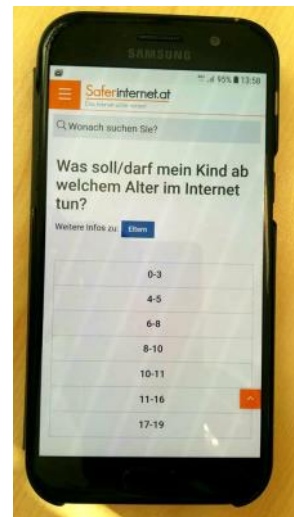 SAMSUNG
95% 13:50
Saferinternet.at
Das Internet sicher nutzen!
Wonach suchen Sie?
Was soll/darf mein Kind ab
welchem Alter im Internet
tun?
Weitere Infos zu: Eltern
0-3
4-5
6-8
8-10
10-11
11-16
17-19